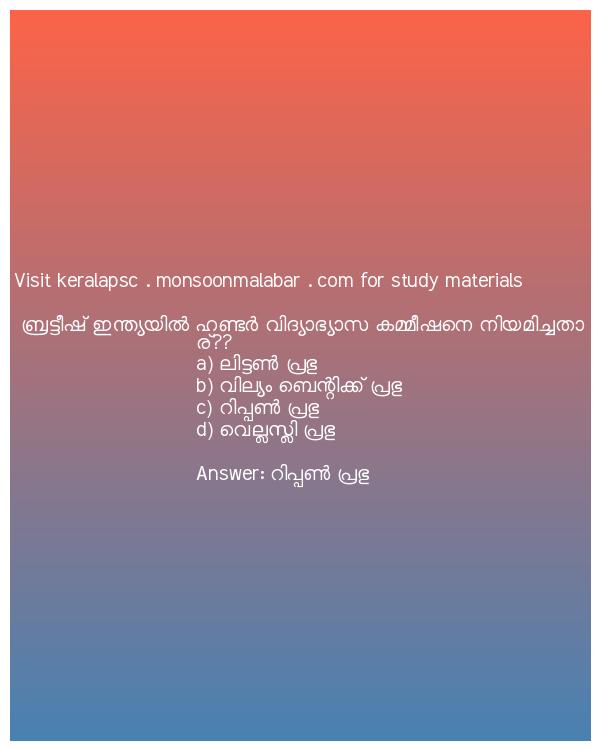 Visit keralapsc . monsoonmalabar . com for study materials
ബ്രട്ടീഷ് ഇന്ത്യയിൽ ഹണ്ടർ വിദ്യാഭ്യാസ കമ്മീഷനെ നിയമിച്ചതാ
ര്??
a) ലിട്ടൺ പ്രഭു
b) വില്യം ബെന്റിക്ക് പ്രഭു
c) റിപ്പൺ പ്രഭു
d) വെല്ലസ്ലി പ്രഭു
Answer: റിപ്പൺ പ്രഭു